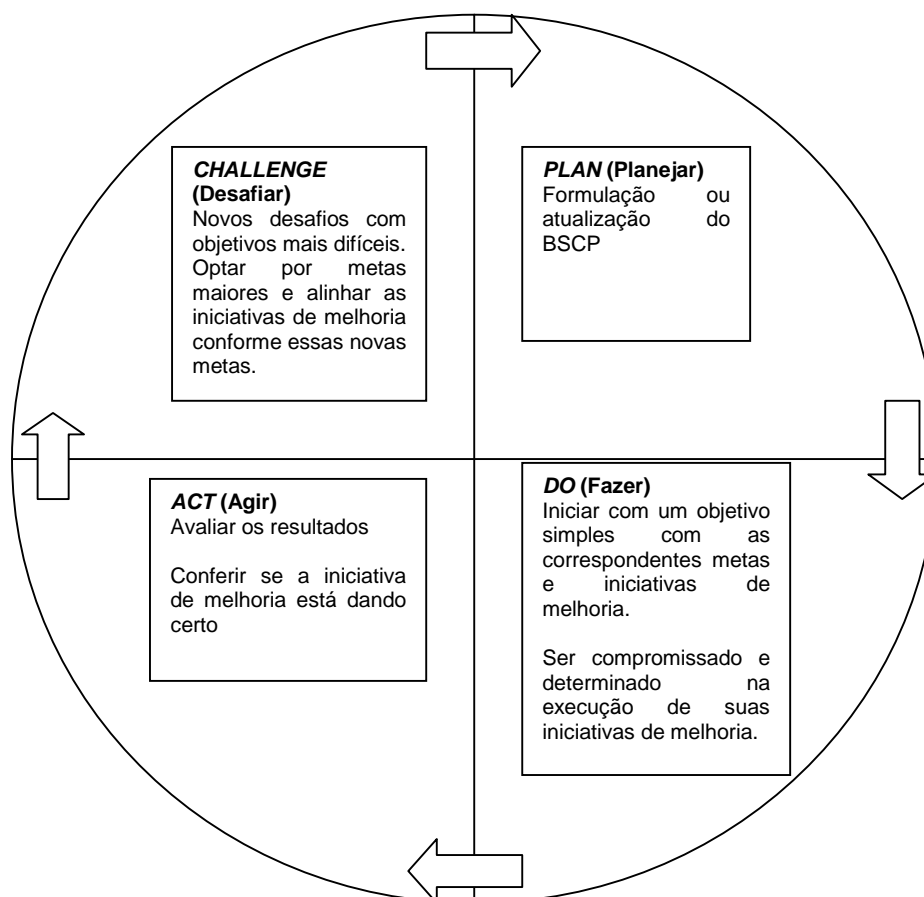 CHALLENGE
(Desafiar)
Novos desafios com
objetivos mais difíceis.
Optar por metas
maiores e alinhar as
iniciativas de melhoria
conforme essas novas
metas.
PLAN (Planejar)
Formulação ou
atualização do
BSCP
DO (Fazer)
Iniciar com um objetivo
simples com as
correspondentes metas
e iniciativas de
melhoria.
Ser compromissado e
determinado na
execução de suas
iniciativas de melhoria.
ACT (Agir)
Avaliar os resultados
Conferir se a iniciativa
de melhoria está dando
certo